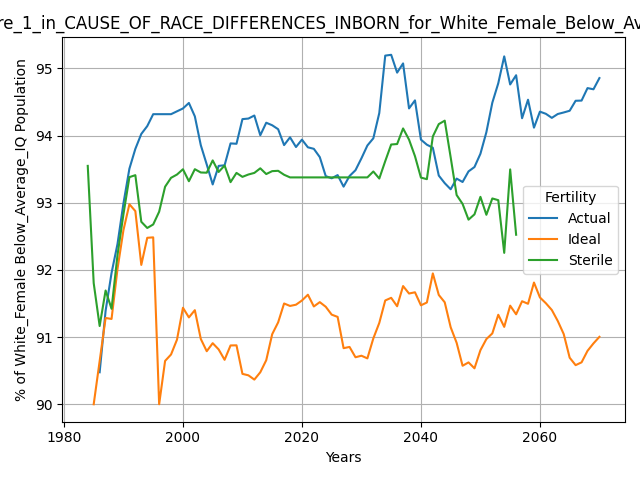 re_1_in_CAUSE_OF_RACE_DIFFERENCES_INBORN_for_White_Female_Below_Av
% of White_Female Below_Average_IQ Population
95
94
93
92
91
90
Fertility
Actual
Ideal
Sterile
1980 2000 2020 2040 2060
Years